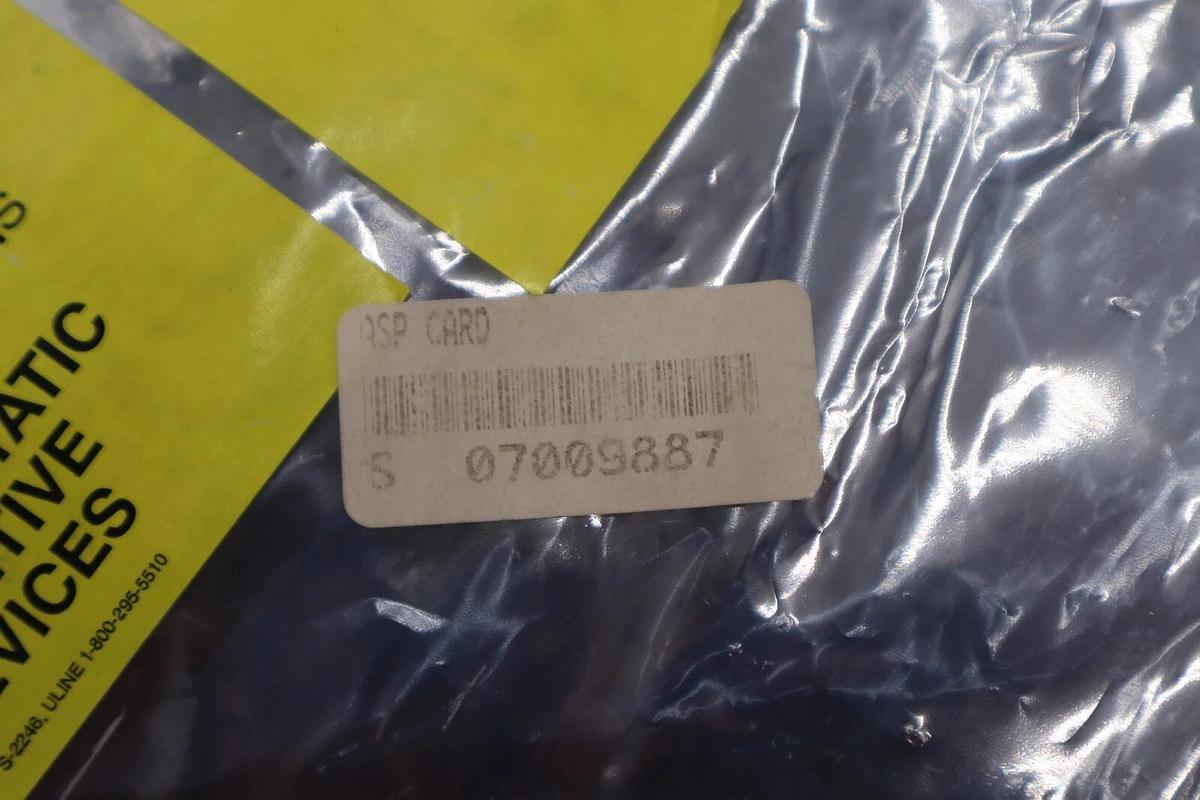 ASP CARD
S 07009887
ATIC
TIVE
VICES
S-2246, ULINE 1-800-295-5510